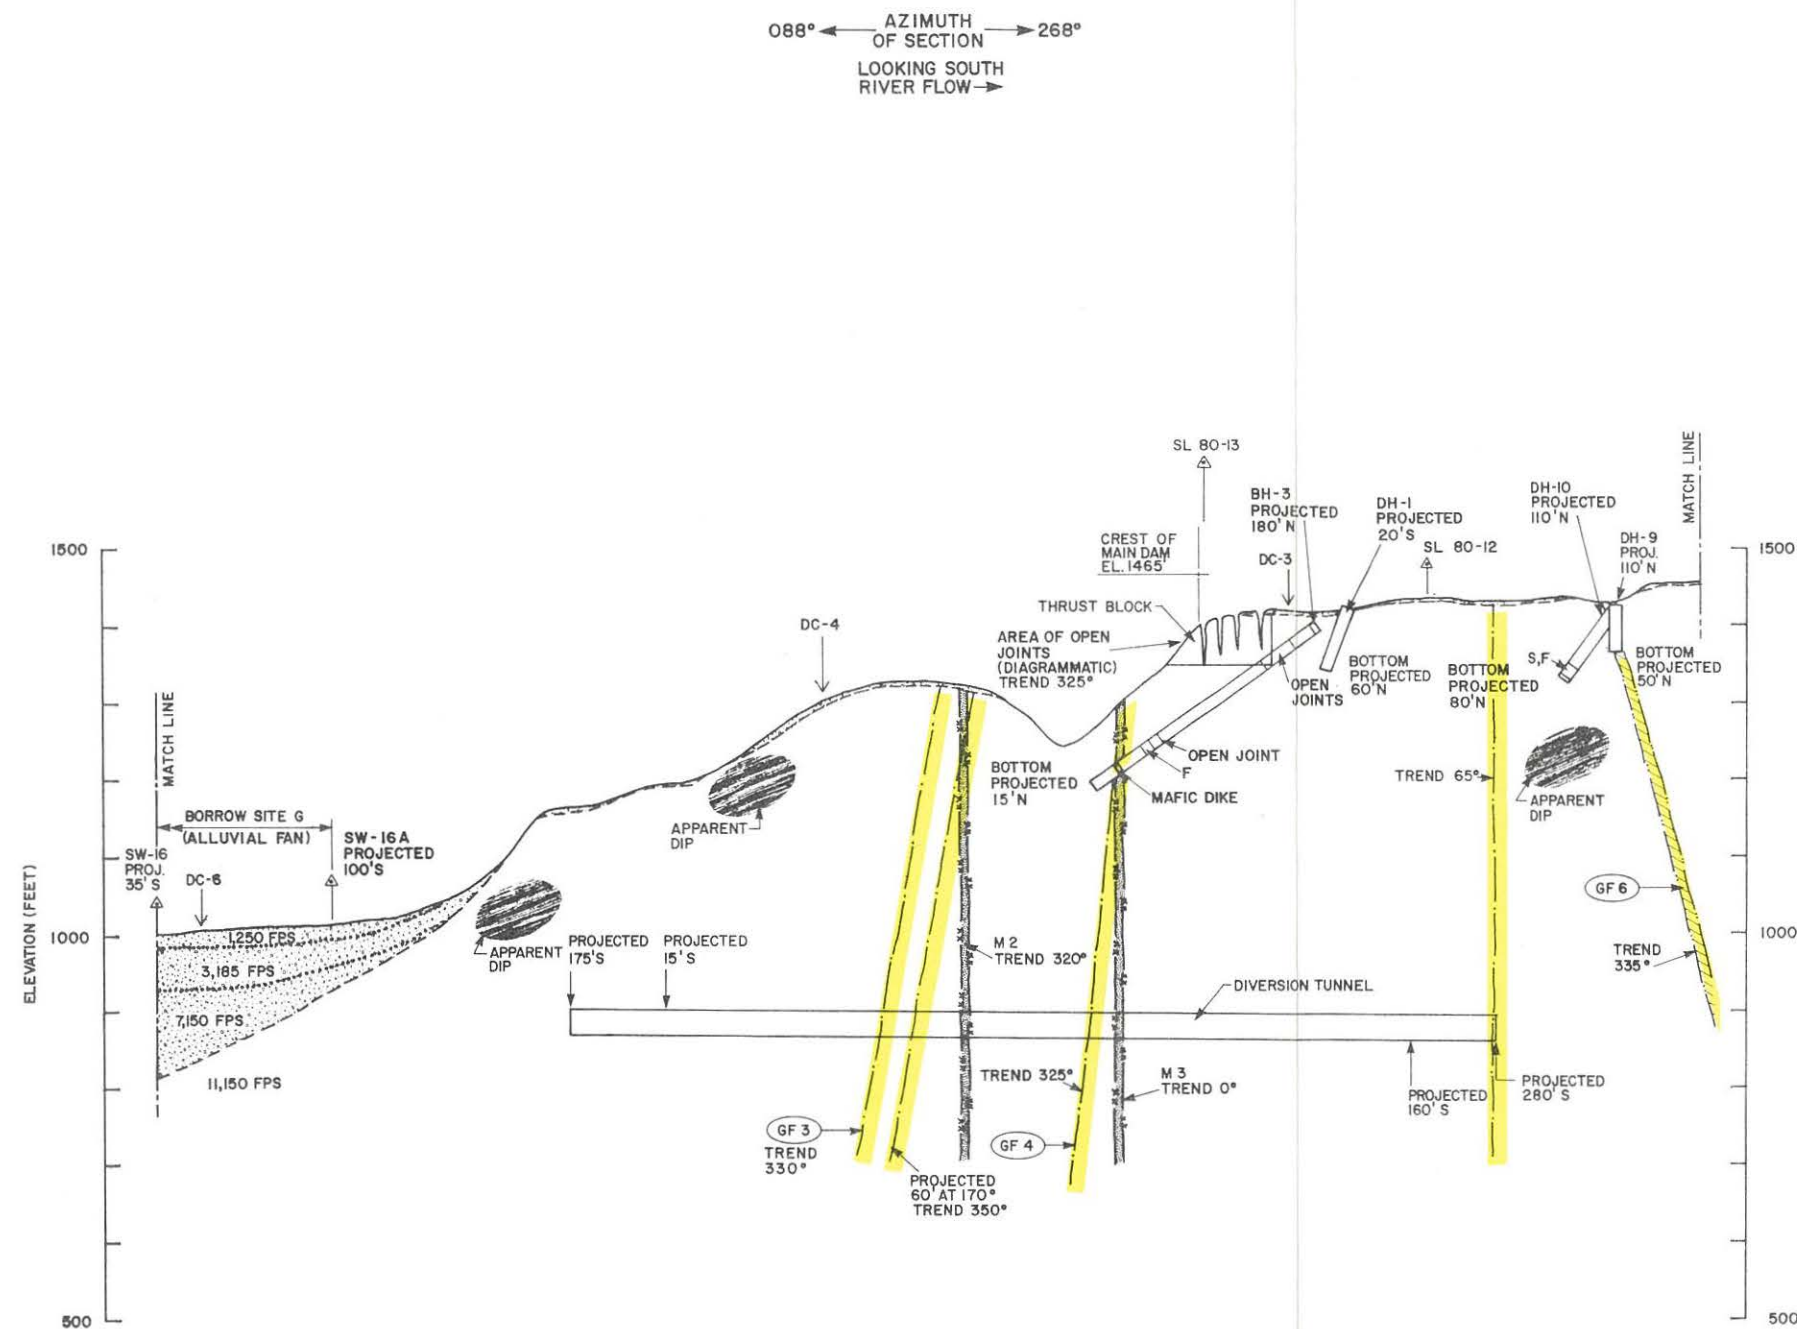 AZIMUTH
088° OF SECTION 268°
LOOKING SOUTH
RIVER FLOW
SL 80-13
MATCH LINE
BH-3
PROJECTED
180'N
DH-1
PROJECTED
20'S
DH-10
PROJECTED
110'N
DH-9
PROJ.
110'N
1500
CREST OF
MAIN DAM
EL. 1465'
DC-3
SL 80-12
1500
THRUST BLOCK
AREA OF OPEN
JOINTS
(DIAGRAMMATIC)
TREND 325°
DC-4
OPEN
JOINTS
BOTTOM
PROJECTED
60'N
BOTTOM
PROJECTED
80'N
S,F
BOTTOM
PROJECTED
50'N
MATCH LINE
BOTTOM
PROJECTED
15'N
OPEN JOINT
F
MAFIC DIKE
TREND 65°
APPARENT
DIP
APPARENT
DIP
BORROW SITE G
(ALLUVIAL FAN)
SW-16
PROJ.
35'S
DC-6
SW-16A
PROJECTED
100'S
GF 6
ELEVATION (FEET)
1000
1,250 FPS
3,185 FPS
7,150 FPS
11,150 FPS
APPARENT
DIP
PROJECTED
175'S
PROJECTED
15'S
M 2
TREND 320°
TREND
335°
1000
DIVERSION TUNNEL
TREND 325°
M 3
TREND 0°
PROJECTED
160'S
PROJECTED
280'S
GF 3
TREND
330°
GF 4
PROJECTED
60' AT 170°
TREND 350°
500
500